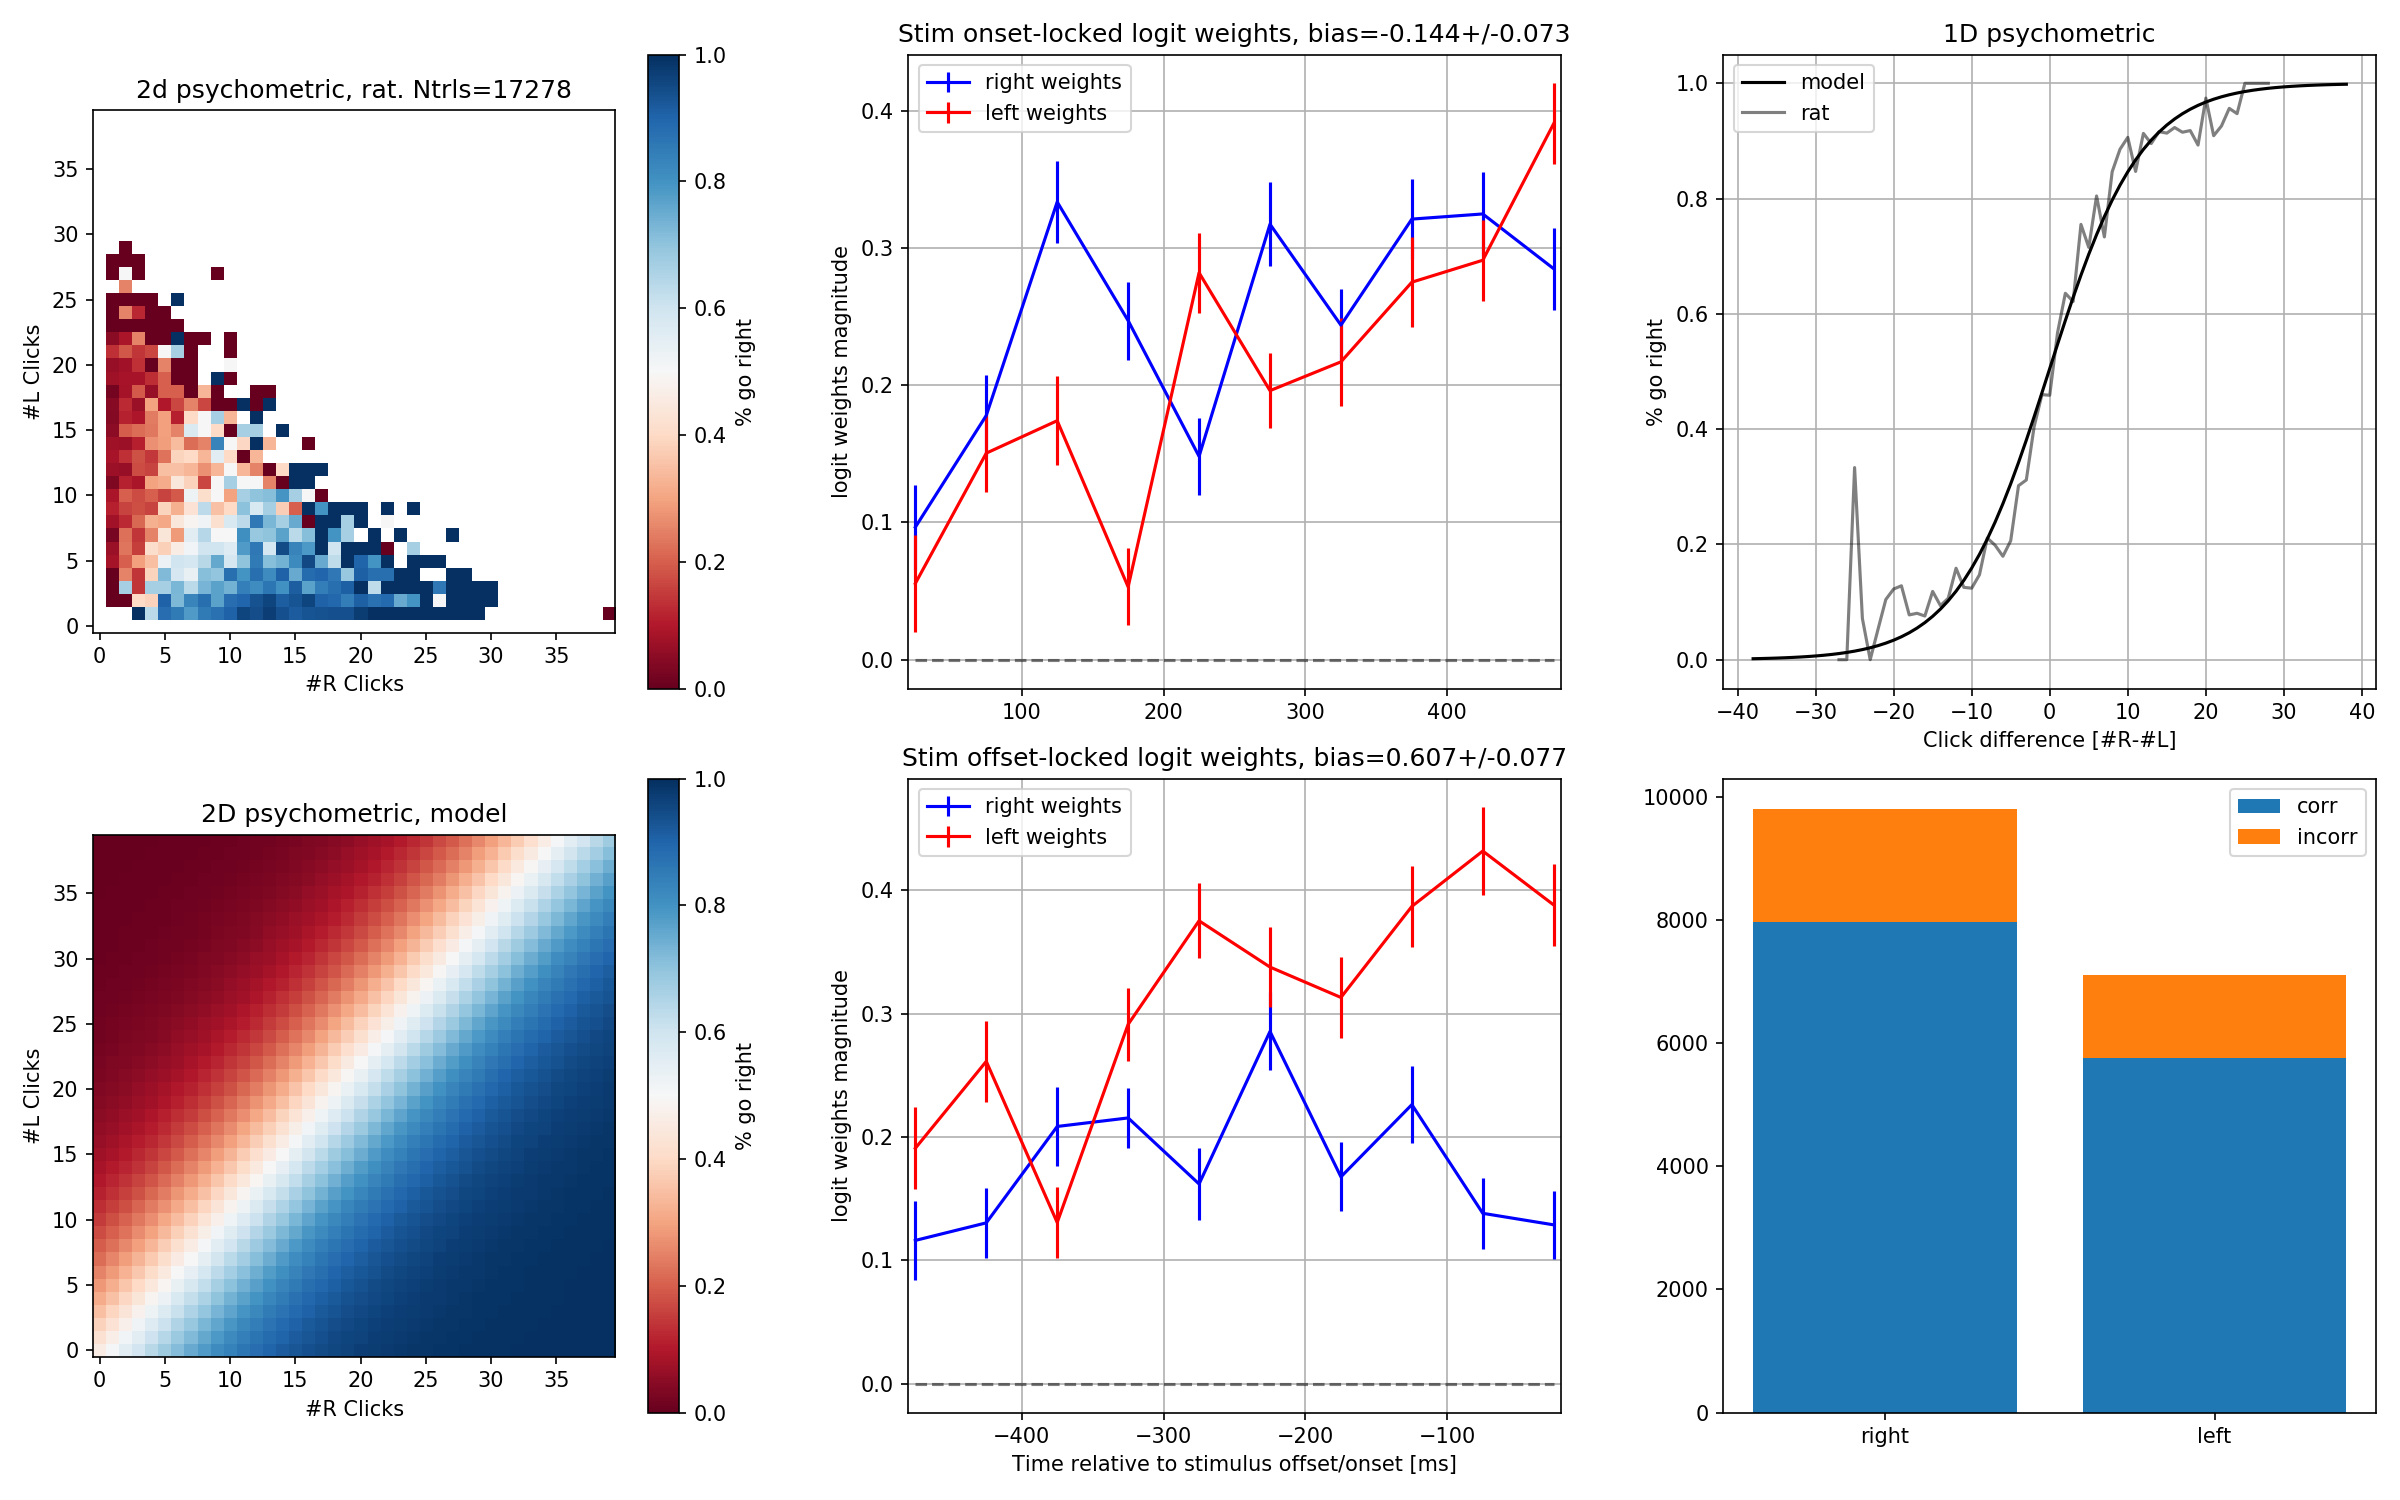 2d psychometric, rat. Ntrls=17278
#L Clicks
35
30
25
20
15
10
5
0
0 5 10 15 20 25 30 35
#R Clicks
1.0
0.8
0.6
0.4
0.2
0.0
% go right
Stim onset-locked logit weights, bias=-0.144+/-0.073
right weights
left weights
logit weights magnitude
0.4
0.3
0.2
0.1
0.0
100 200 300 400
1D psychometric
model
rat
% go right
1.0
0.8
0.6
0.4
0.2
0.0
−40 −30 −20 −10 0 10 20 30 40
Click difference [#R-#L]
2D psychometric, model
#L Clicks
35
30
25
20
15
10
5
0
0 5 10 15 20 25 30 35
#R Clicks
1.0
0.8
0.6
0.4
0.2
0.0
% go right
Stim offset-locked logit weights, bias=0.607+/-0.077
right weights
left weights
logit weights magnitude
0.4
0.3
0.2
0.1
0.0
−400 −300 −200 −100
Time relative to stimulus offset/onset [ms]
corr
incorr
10000
8000
6000
4000
2000
0
right left